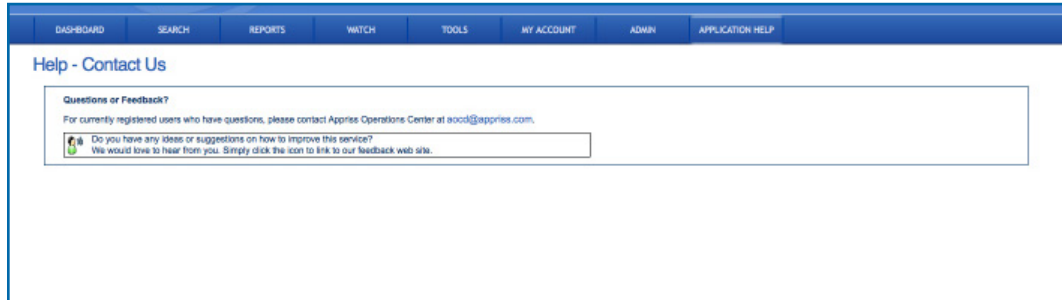 DASHBOARD SEARCH REPORTS WATCH TOOLS MY ACCOUNT ADMIN APPLICATION HELP
Help - Contact Us
Questions or Feedback?
For currently registered users who have questions, please contact Appriss Operations Center at aocd@appriss.com.
Do you have any ideas or suggestions on how to improve this service?
We would love to hear from you. Simply click the icon to link to our feedback web site.